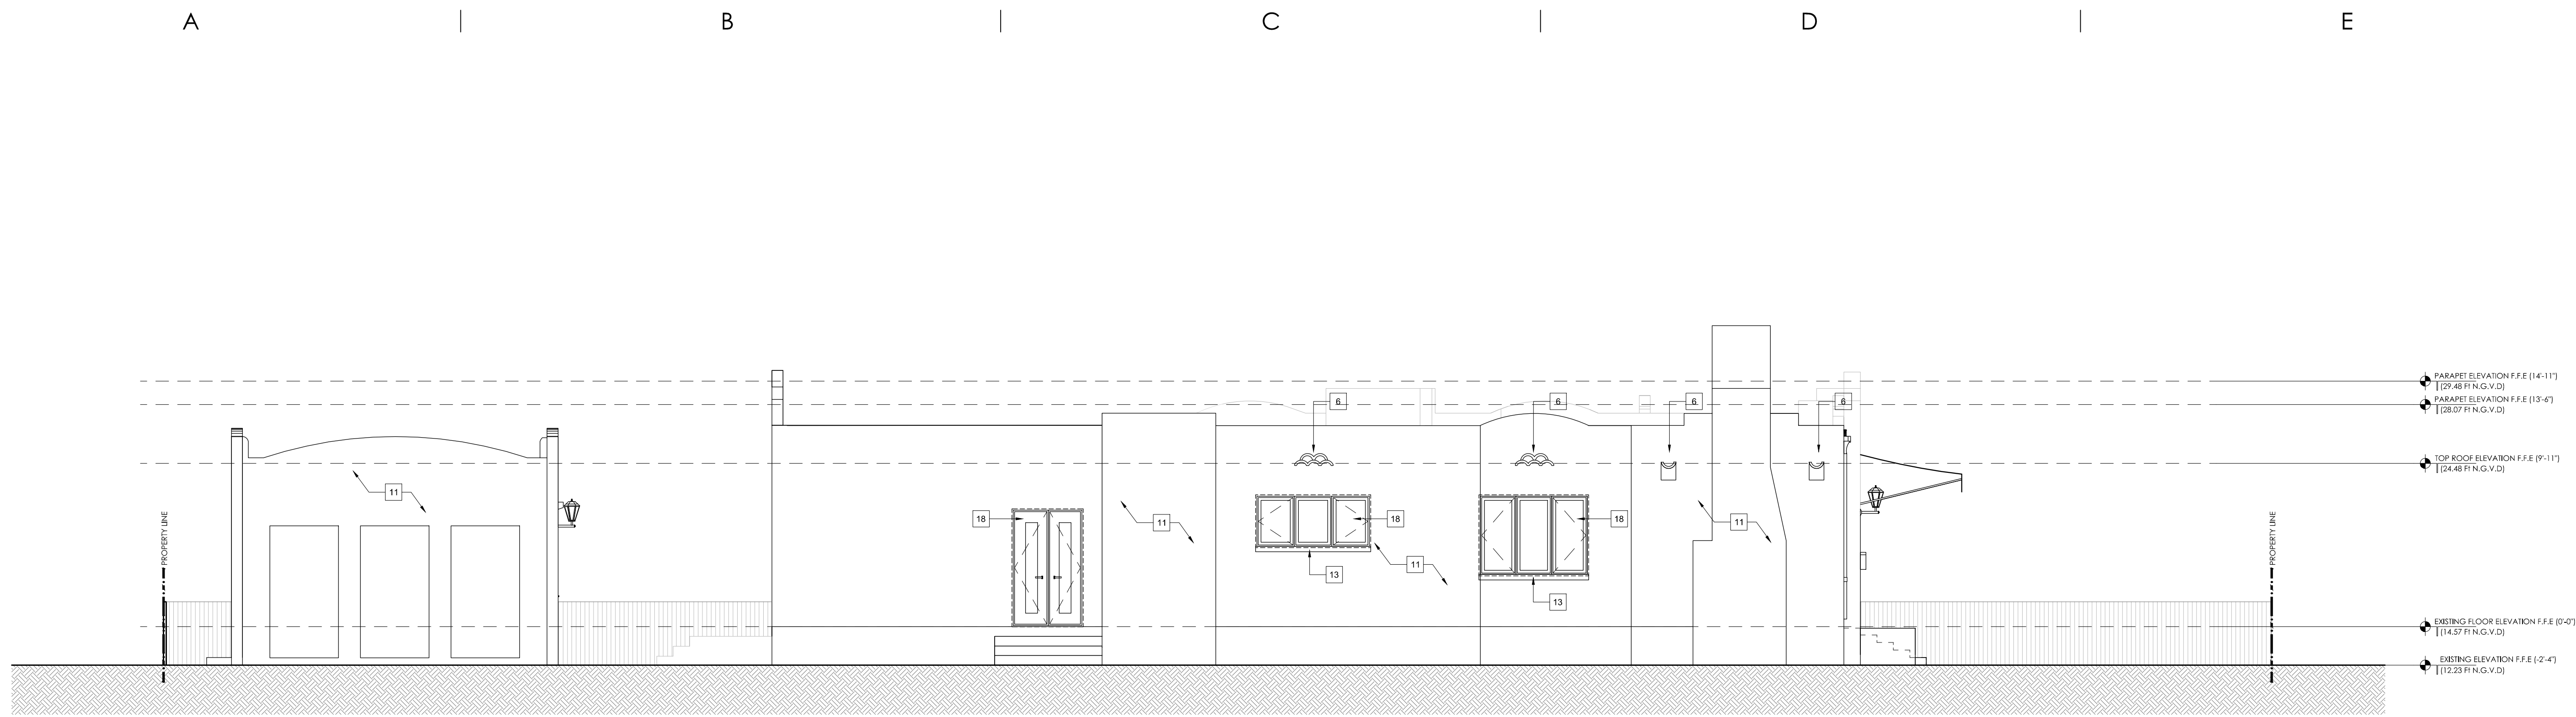 A
B
C
D
E
6
6
6
6
PARAPET ELEVATION F.F.E (14'-11")
(29.48 Ft N.G.V.D)
PARAPET ELEVATION F.F.E (13'-6")
(28.07 Ft N.G.V.D)
TOP ROOF ELEVATION F.F.E (9'-11")
(24.48 Ft N.G.V.D)
11
18
11
18
18
11
11
13
13
PROPERTY LINE
PROPERTY LINE
EXISTING FLOOR ELEVATION F.F.E (0'-0")
(14.57 Ft N.G.V.D)
EXISTING ELEVATION F.F.E (-2'-4")
(12.23 Ft N.G.V.D)